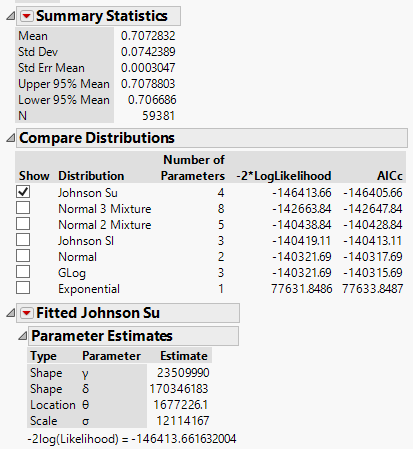 Summary Statistics
Mean 0.7072832
Std Dev 0.0742389
Std Err Mean 0.0003047
Upper 95% Mean 0.7078803
Lower 95% Mean 0.706686
N 59381
Compare Distributions
Number of
Show Distribution Parameters -2*LogLikelihood AICc
Johnson Su 4 -146413.66 -146405.66
Normal 3 Mixture 8 -142663.84 -142647.84
Normal 2 Mixture 5 -140438.84 -140428.84
Johnson Sl 3 -140419.11 -140413.11
Normal 2 -140321.69 -140317.69
GLog 3 -140321.69 -140315.69
Exponential 1 77631.8486 77633.8487
Fitted Johnson Su
Parameter Estimates
Type Parameter Estimate
Shape γ 23509990
Shape δ 170346183
Location θ 1677226.1
Scale σ 12114167
-2log(Likelihood) = -146413.661632004